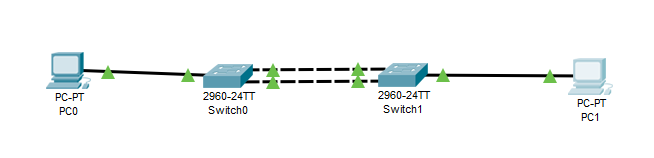 PC-PT
PC0
2960-24TT
Switch0
2960-24TT
Switch1
PC-PT
PC1